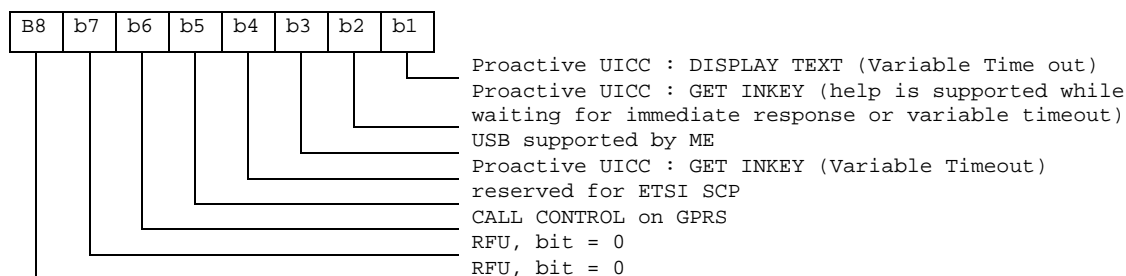 B8 b7 b6 b5 b4 b3 b2 b1
Proactive UICC : DISPLAY TEXT (Variable Time out)
Proactive UICC : GET INKEY (help is supported while
waiting for immediate response or variable timeout)
USB supported by ME
Proactive UICC : GET INKEY (Variable Timeout)
reserved for ETSI SCP
CALL CONTROL on GPRS
RFU, bit = 0
RFU, bit = 0